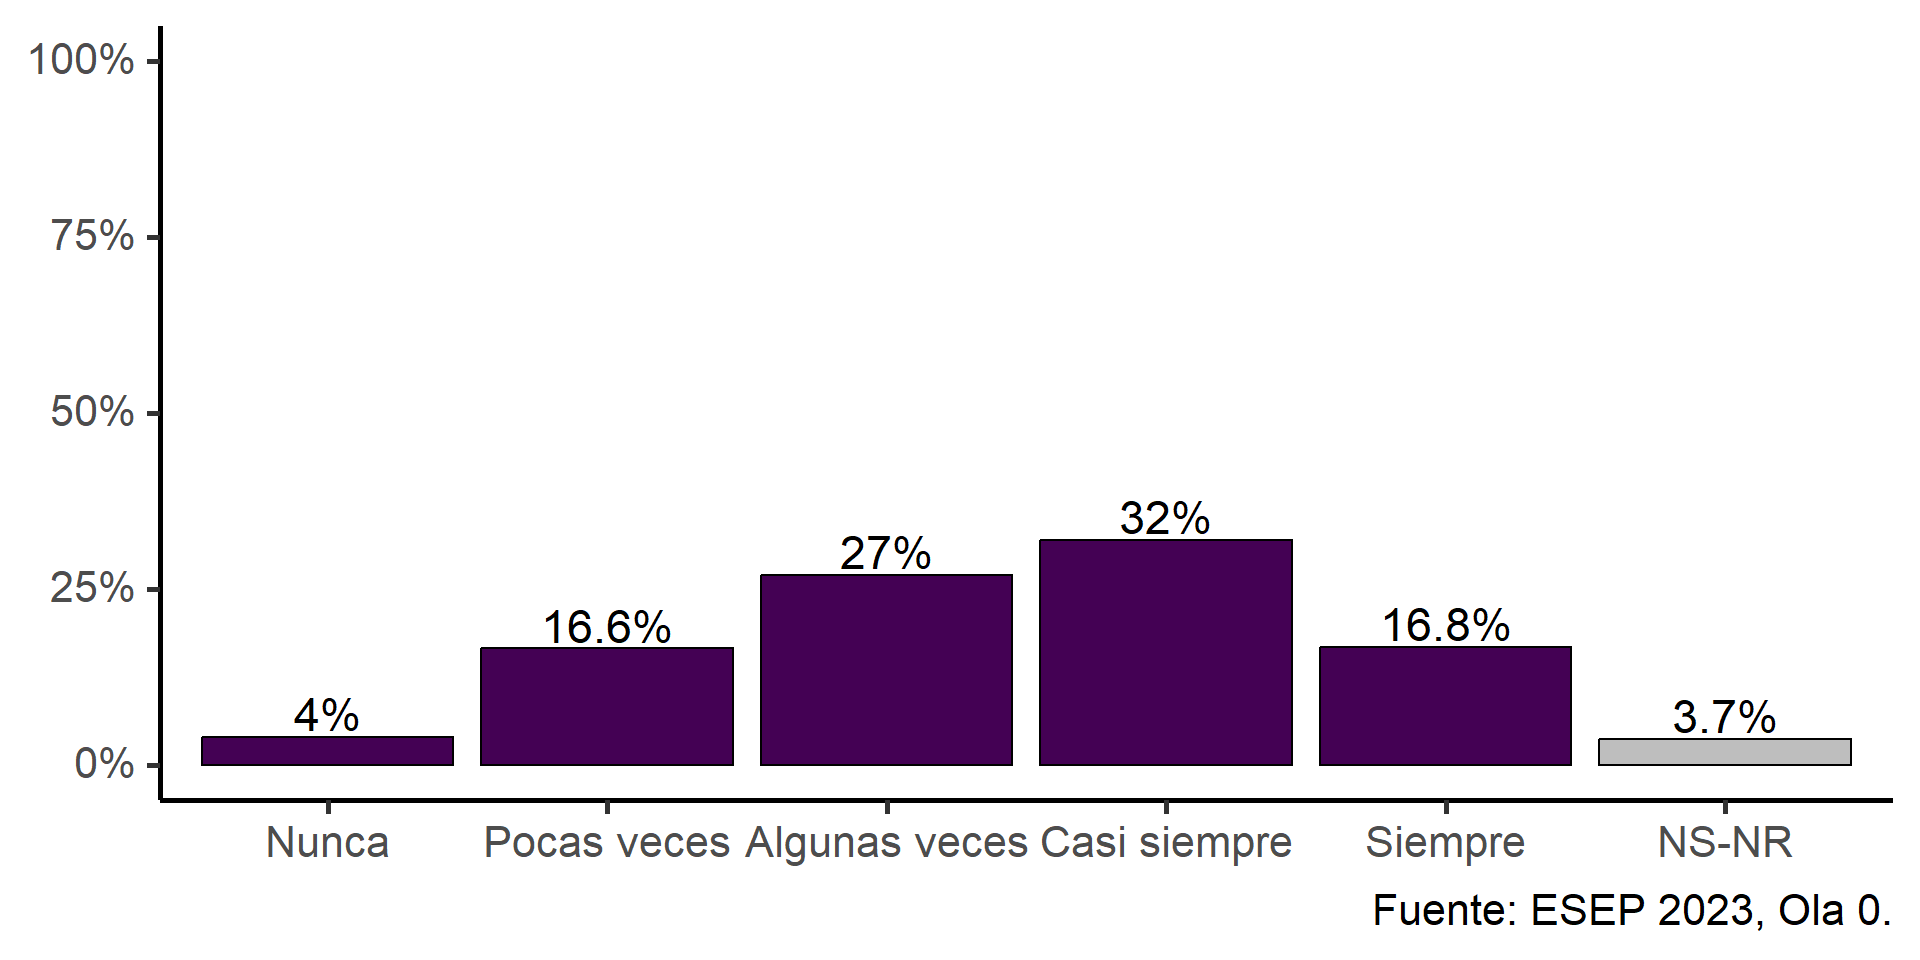 100%
75%
50%
25%
0%
4%
16.6%
27%
32%
16.8%
3.7%
Nunca
Pocas veces
Algunas veces
Casi siempre
Siempre
NS-NR
Fuente: ESEP 2023, Ola 0.